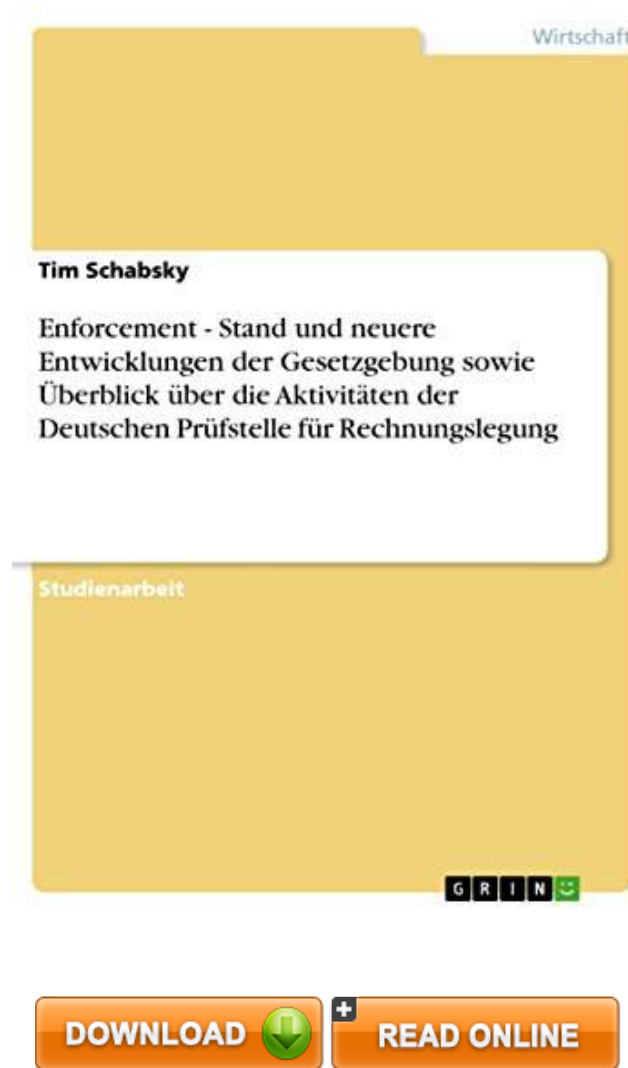 Wirtschaft
Tim Schabsky
Enforcement - Stand und neuere
Entwicklungen der Gesetzgebung sowie
Überblick über die Aktivitäten der
Deutschen Prüfstelle für Rechnungslegung
Studienarbeit
GRIN
DOWNLOAD
READ ONLINE